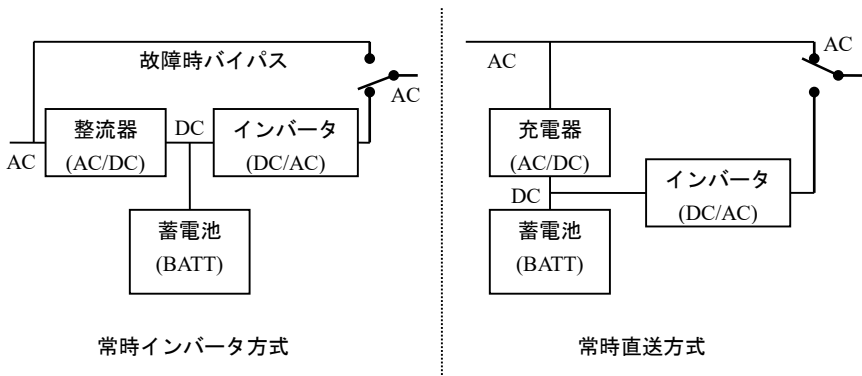 故障時バイパス
AC
整流器
(AC/DC)
DC
インバータ
(DC/AC)
AC
蓄電池
(BATT)
常時インバータ方式
AC
AC
充電器
(AC/DC)
DC
インバータ
(DC/AC)
蓄電池
(BATT)
常時直送方式